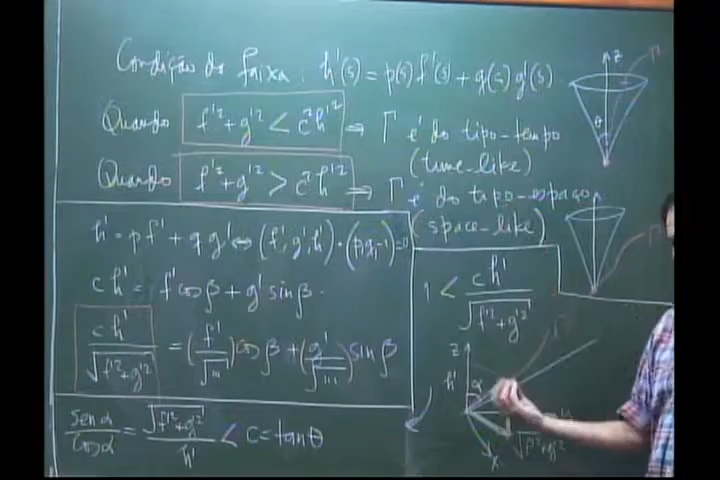 Condição de faixa: h'(s) = p(s) f'(s) + q(s) g'(s)
Quando f'² + g'² < c²h'² ⇒ Γ é do tipo-tempo
(time-like)
Quando f'² + g'² > c²h'² ⇒ Γ é do tipo-espaço
(space-like)
h' = p f' + q g' ⇔ (f', g', h') · (p, q, -1) = 0
c h' = f' cos β + g' sin β.
c h' / √f'² + g'² = (f' / √''') cos β + (g' / √''') sin β
sen α / cos α = √f'² + g'² / h' < c = tan θ
1 < c h' / √f'² + g'²
z
θ
Γ
Γ
z
h'
α
Γ
x
√f'² + g'²